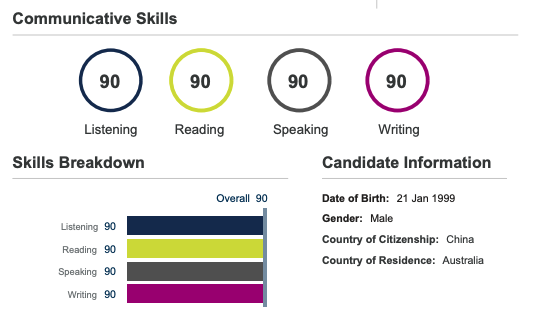 Communicative Skills
90 90 90 90
Listening Reading Speaking Writing
Skills Breakdown
Overall 90
Listening 90
Reading 90
Speaking 90
Writing 90
Candidate Information
Date of Birth: 21 Jan 1999
Gender: Male
Country of Citizenship: China
Country of Residence: Australia